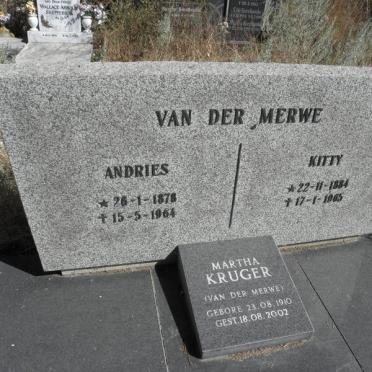 VAN DER MERWE
ANDRIES
★ 26-1-1878
✝ 15-5-1964
KITTY
★ 22-11-1884
✝ 17-1-1965
MARTHA
KRUGER
(VAN DER MERWE)
GEBORE 23.08.1910
GEST. 18.08.2002